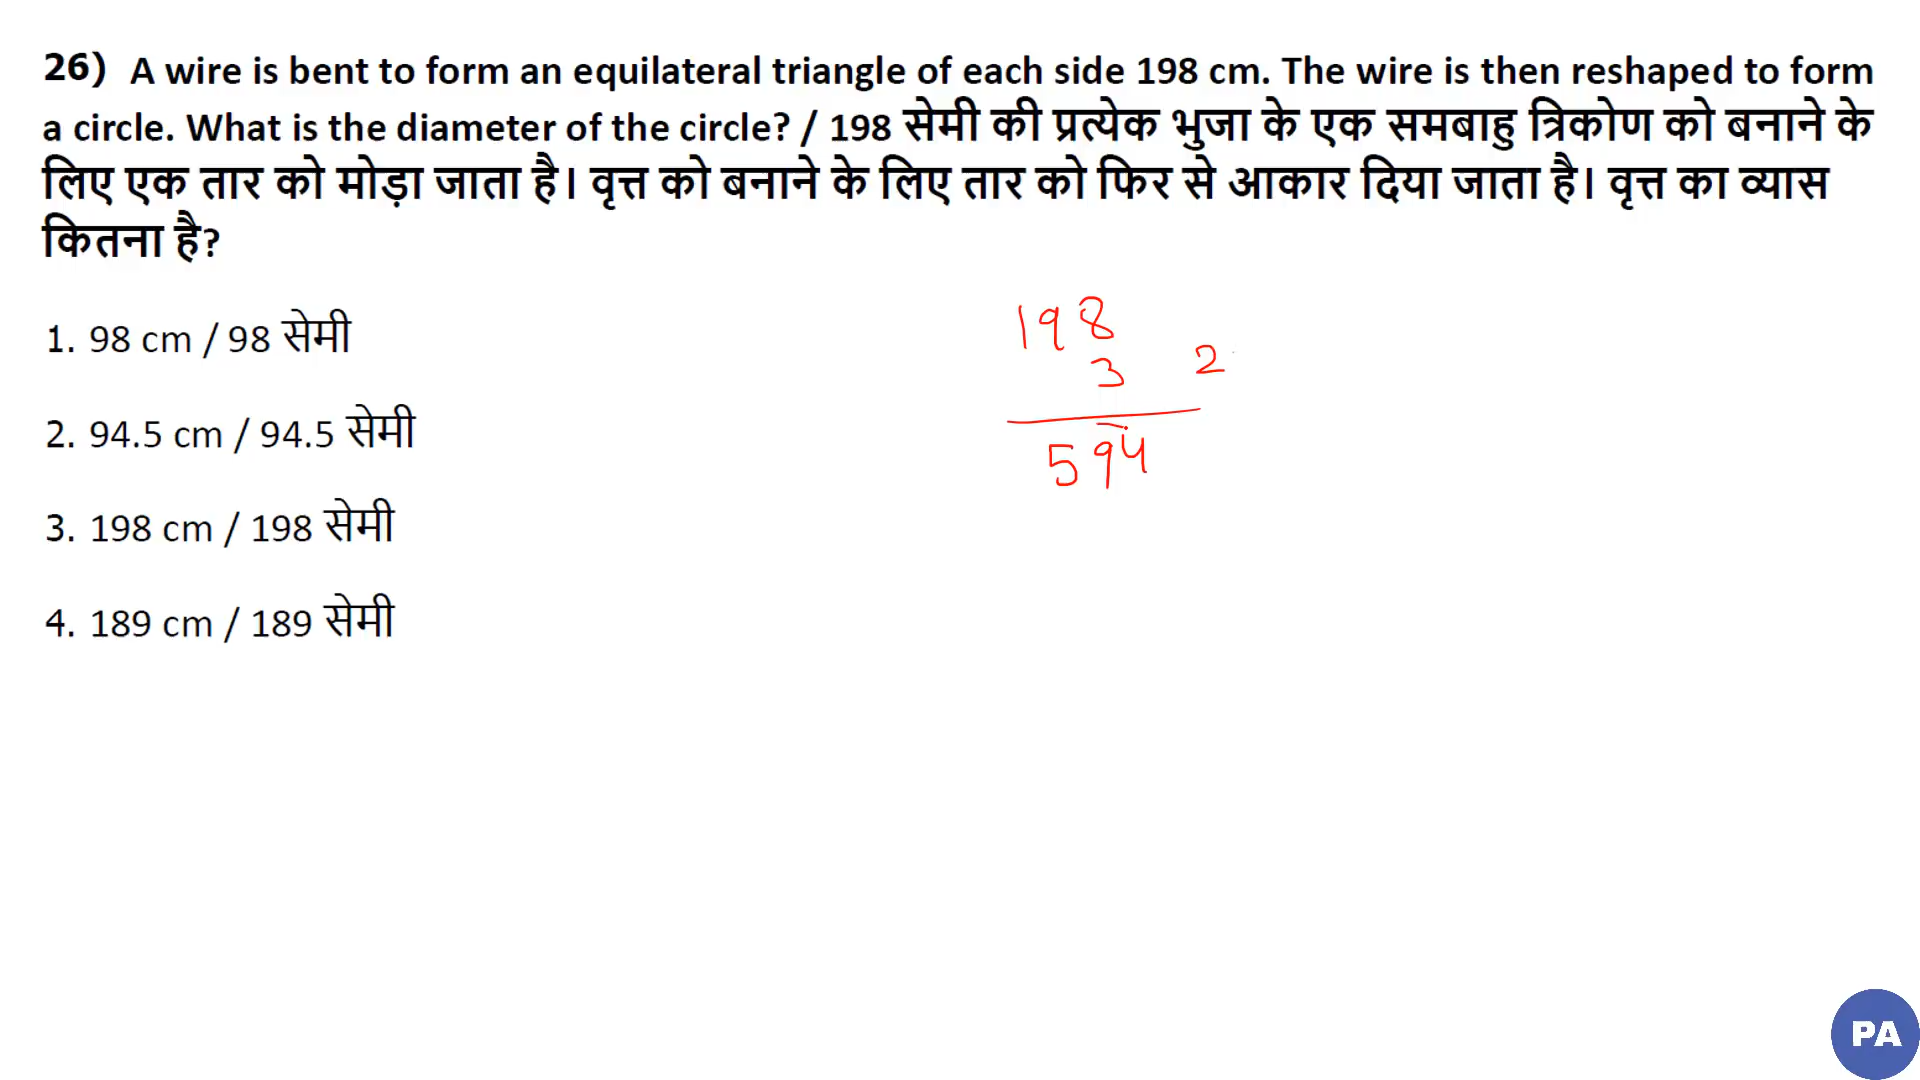 26) A wire is bent to form an equilateral triangle of each side 198 cm. The wire is then reshaped to form
a circle. What is the diameter of the circle? / 198 सेमी की प्रत्येक भुजा के एक समबाहु त्रिकोण को बनाने के
लिए एक तार को मोड़ा जाता है। वृत्त को बनाने के लिए तार को फिर से आकार दिया जाता है। वृत्त का व्यास
कितना है?
1. 98 cm / 98 सेमी
2. 94.5 cm / 94.5 सेमी
3. 198 cm / 198 सेमी
4. 189 cm / 189 सेमी
198
3 2
594
PA